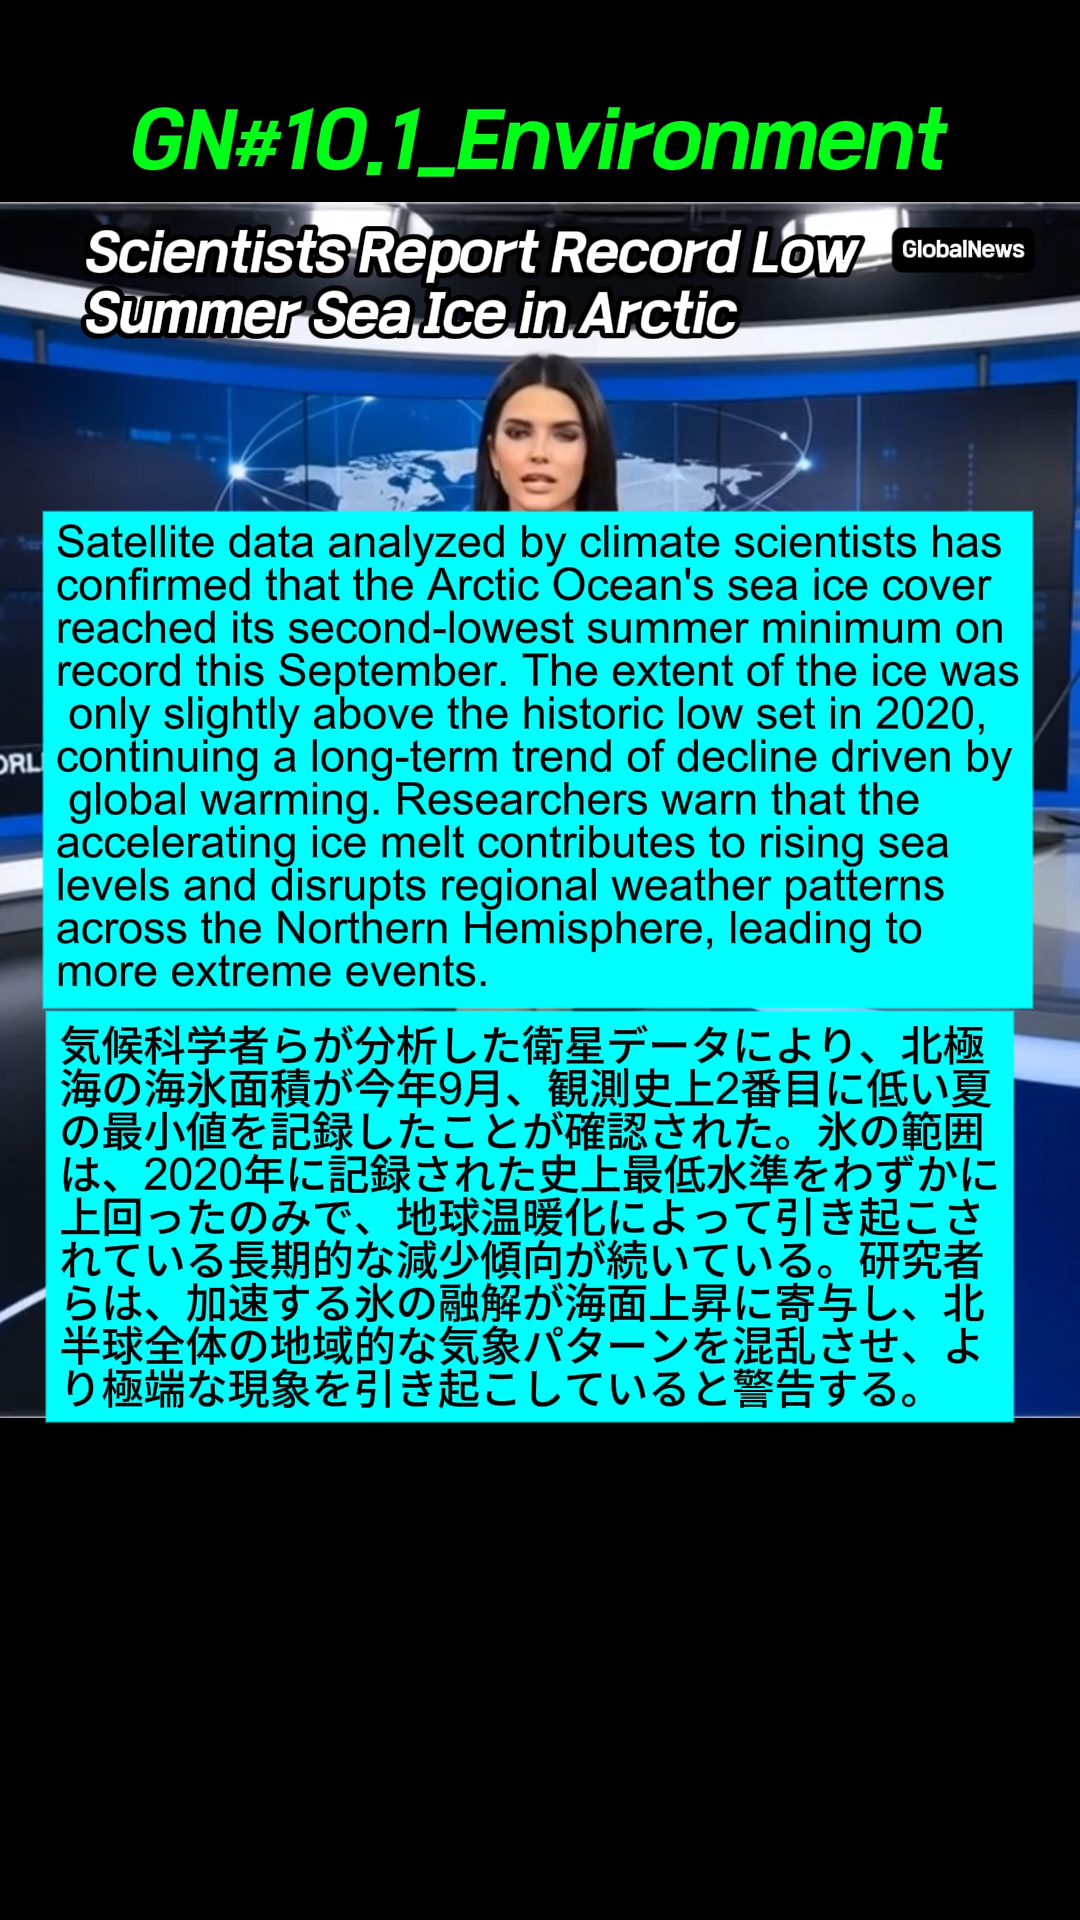 GN#10.1_Environment
Scientists Report Record Low
GlobalNews
Summer Sea Ice in Arctic
Satellite data analyzed by climate scientists has
confirmed that the Arctic Ocean's sea ice cover
reached its second-lowest summer minimum on
record this September. The extent of the ice was
only slightly above the historic low set in 2020,
ORL
continuing a long-term trend of decline driven by
global warming. Researchers warn that the
accelerating ice melt contributes to rising sea
levels and disrupts regional weather patterns
across the Northern Hemisphere, leading to
more extreme events.
気候科学者らが分析した衛星データにより、北極
海の海氷面積が今年9月、観測史上2番目に低い夏
の最小値を記録したことが確認された。氷の範囲
は、2020年に記録された史上最低水準をわずかに
上回ったのみで、地球温暖化によって引き起こさ
れている長期的な減少傾向が続いている。研究者
らは、加速する氷の融解が海面上昇に寄与し、北
半球全体の地域的な気象パターンを混乱させ、よ
り極端な現象を引き起こしていると警告する。